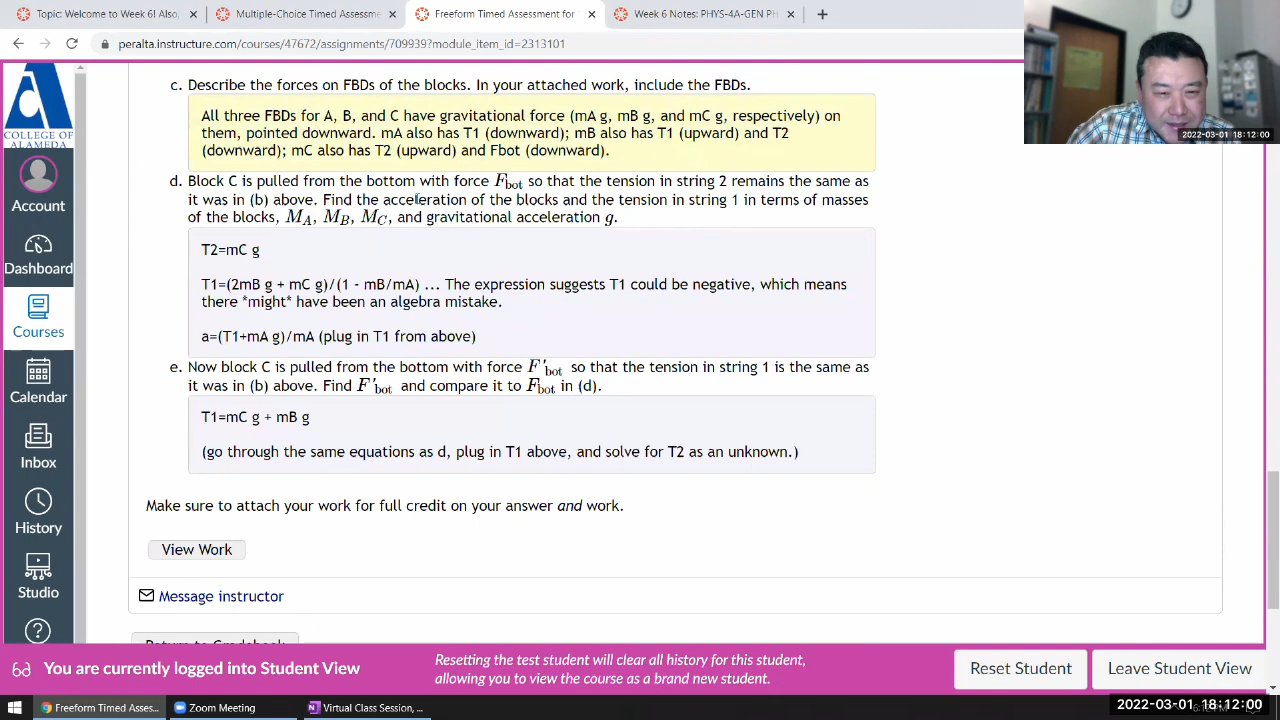 Topic: Welcome to Week 6! Also,
Multiple-Choice Timed Assessme
Freeform Timed Assessment for
Week 6 Notes: PHYS-4A-GEN PH
peralta.instructure.com/courses/47672/assignments/709939?module_item_id=2313101
2022-03-01 18:12:00
COLLEGE OF
ALAMEDA
Account
Dashboard
Courses
Calendar
Inbox
History
Studio
c. Describe the forces on FBDs of the blocks. In your attached work, include the FBDs.
All three FBDs for A, B, and C have gravitational force (mA g, mB g, and mC g, respectively) on
them, pointed downward. mA also has T1 (downward); mB also has T1 (upward) and T2
(downward); mC also has T2 (upward) and Fbot (downward).
d. Block C is pulled from the bottom with force F_bot so that the tension in string 2 remains the same as
it was in (b) above. Find the acceleration of the blocks and the tension in string 1 in terms of masses
of the blocks, M_A, M_B, M_C, and gravitational acceleration g.
T2=mC g
T1=(2mB g + mC g)/(1 - mB/mA) ... The expression suggests T1 could be negative, which means
there *might* have been an algebra mistake.
a=(T1+mA g)/mA (plug in T1 from above)
e. Now block C is pulled from the bottom with force F'_bot so that the tension in string 1 is the same as
it was in (b) above. Find F'_bot and compare it to F_bot in (d).
T1=mC g + mB g
(go through the same equations as d, plug in T1 above, and solve for T2 as an unknown.)
Make sure to attach your work for full credit on your answer and work.
View Work
Message instructor
Return to Gradebook
You are currently logged into Student View
Resetting the test student will clear all history for this student,
allowing you to view the course as a brand new student.
Reset Student
Leave Student View
Freeform Timed Asses...
Zoom Meeting
Virtual Class Session, ...
2022-03-01 18:12:00